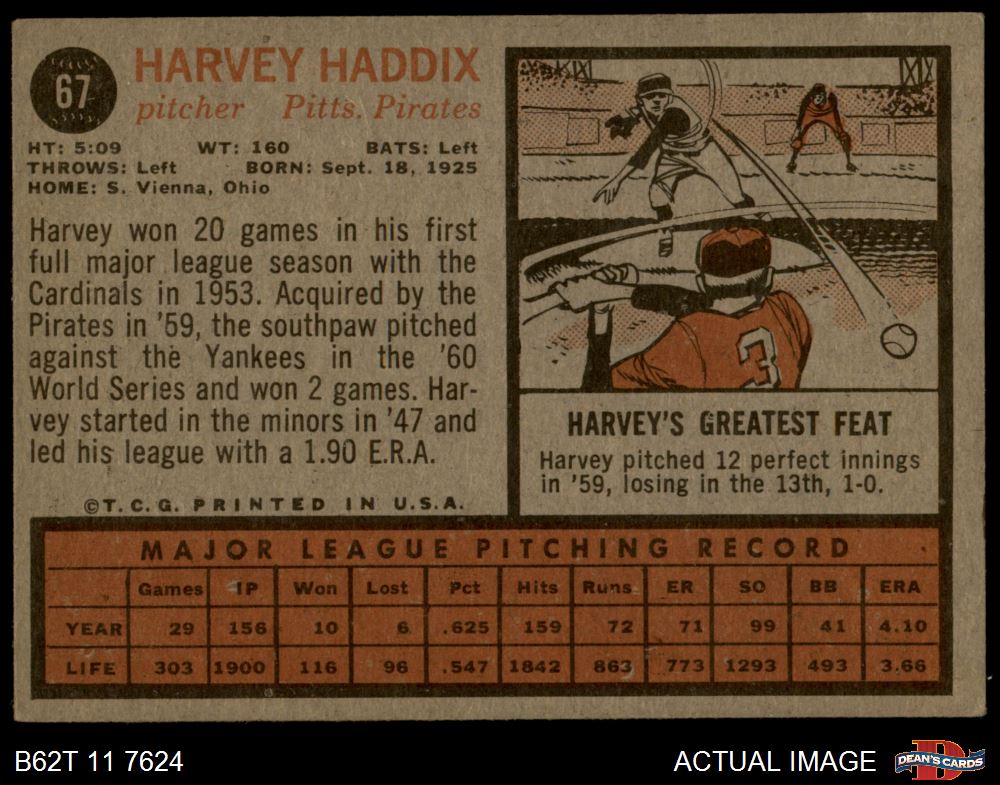 67
HARVEY HADDIX
pitcher Pitts. Pirates
HT: 5:09 WT: 160 BATS: Left
THROWS: Left BORN: Sept. 18, 1925
HOME: S. Vienna, Ohio
Harvey won 20 games in his first
full major league season with the
Cardinals in 1953. Acquired by the
Pirates in '59, the southpaw pitched
against the Yankees in the '60
World Series and won 2 games. Har-
vey started in the minors in '47 and
led his league with a 1.90 E.R.A.
©T.C.G. PRINTED IN U.S.A.
3
HARVEY'S GREATEST FEAT
Harvey pitched 12 perfect innings
in '59, losing in the 13th, 1-0.
MAJOR LEAGUE PITCHING RECORD
Games IP Won Lost Pct Hits Runs ER SO BB ERA
YEAR 29 156 10 6 .625 159 72 71 99 41 4.10
LIFE 303 1900 116 96 .547 1842 863 773 1293 493 3.66
B62T 11 7624
ACTUAL IMAGE
D
DEAN'S CARDS